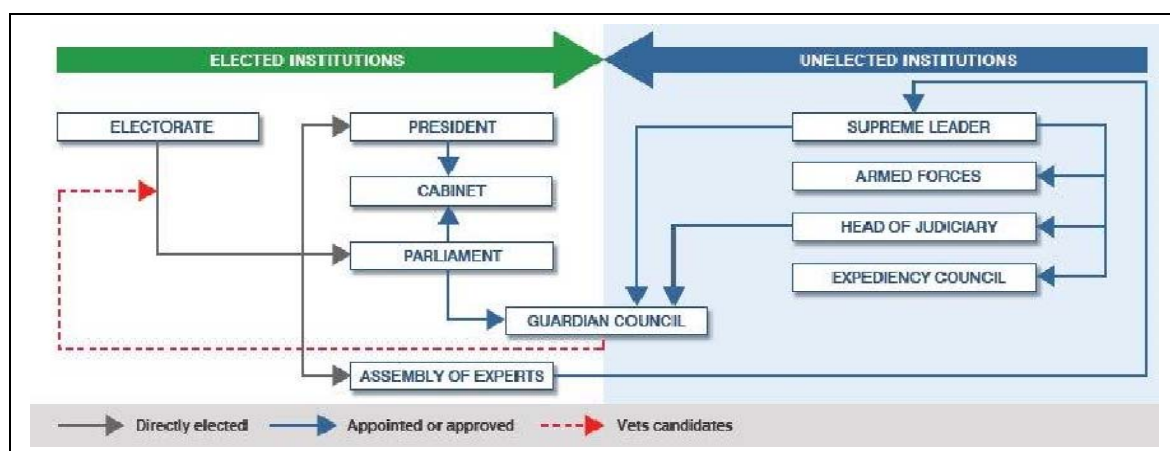 ELECTED INSTITUTIONS
UNELECTED INSTITUTIONS
ELECTORATE
PRESIDENT
SUPREME LEADER
CABINET
ARMED FORCES
PARLIAMENT
HEAD OF JUDICIARY
EXPEDIENCY COUNCIL
GUARDIAN COUNCIL
ASSEMBLY OF EXPERTS
Directly elected
Appointed or approved
Vets candidates